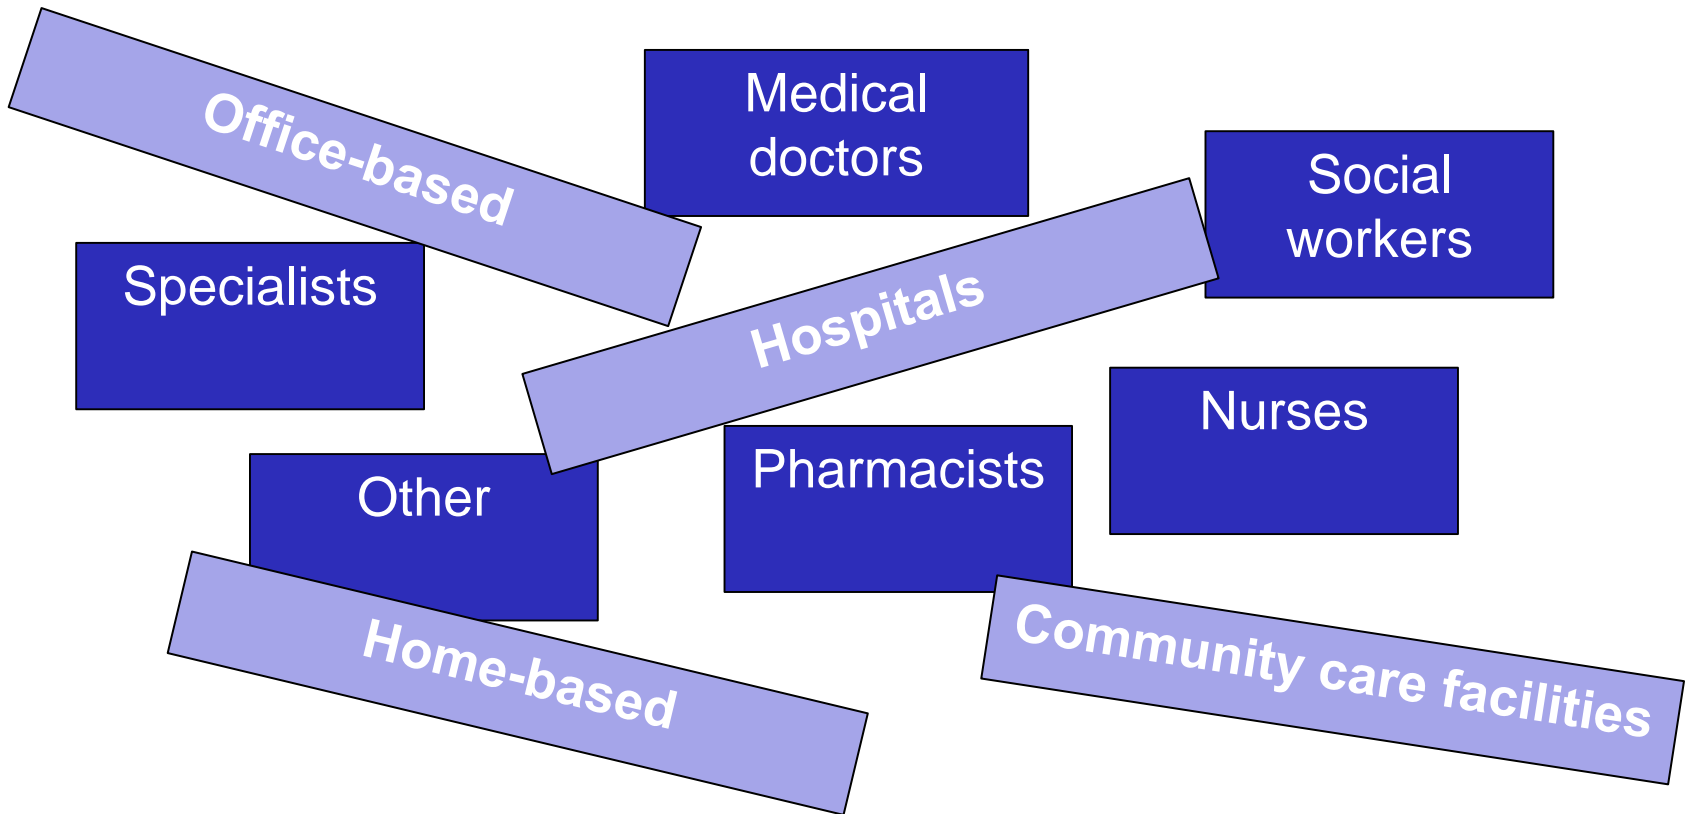 Office-based
Medical
doctors
Social
workers
Specialists
Hospitals
Nurses
Pharmacists
Other
Home-based
Community care facilities